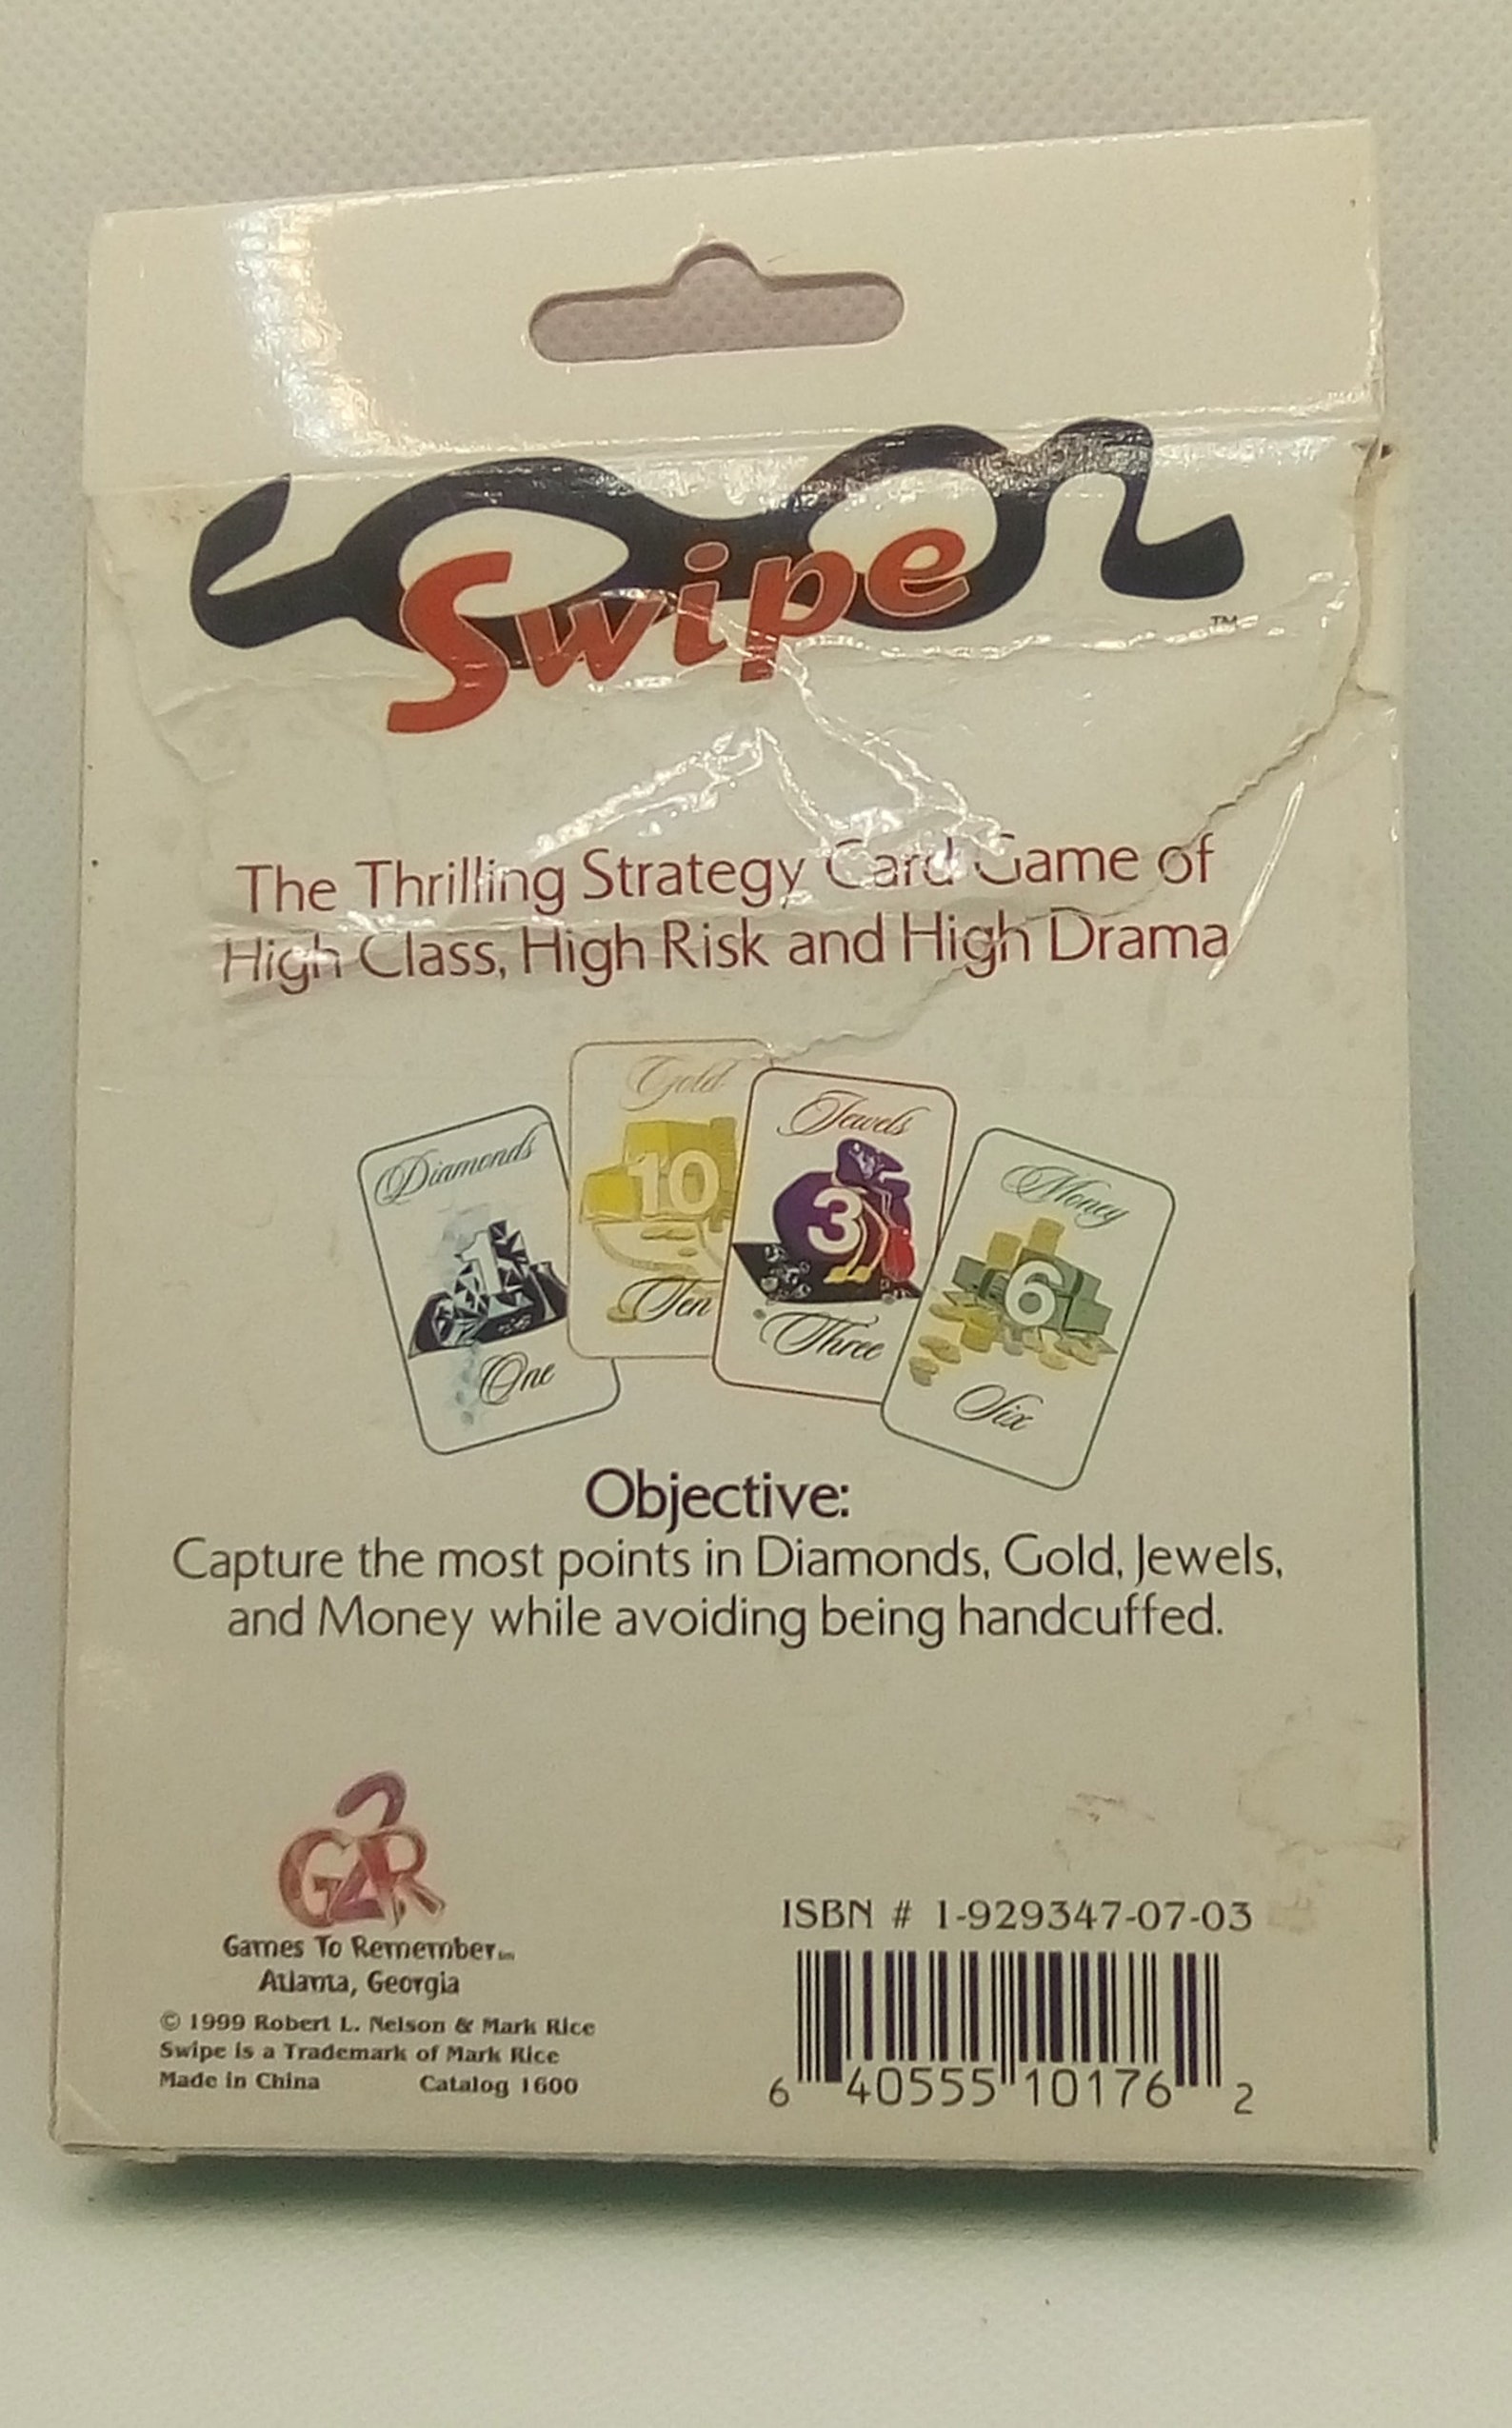 Swipe™
The Thrilling Strategy Card Game of
High Class, High Risk and High Drama
Diamonds
1
One
Gold
10
Ten
Jewels
3
Three
Money
6
Six
Objective:
Capture the most points in Diamonds, Gold, Jewels,
and Money while avoiding being handcuffed.
G2R
Games To Remember™
Atlanta, Georgia
© 1999 Robert L. Nelson & Mark Rice
Swipe is a Trademark of Mark Rice
Made in China Catalog 1600
ISBN # 1-929347-07-03
6 40555 10176 2